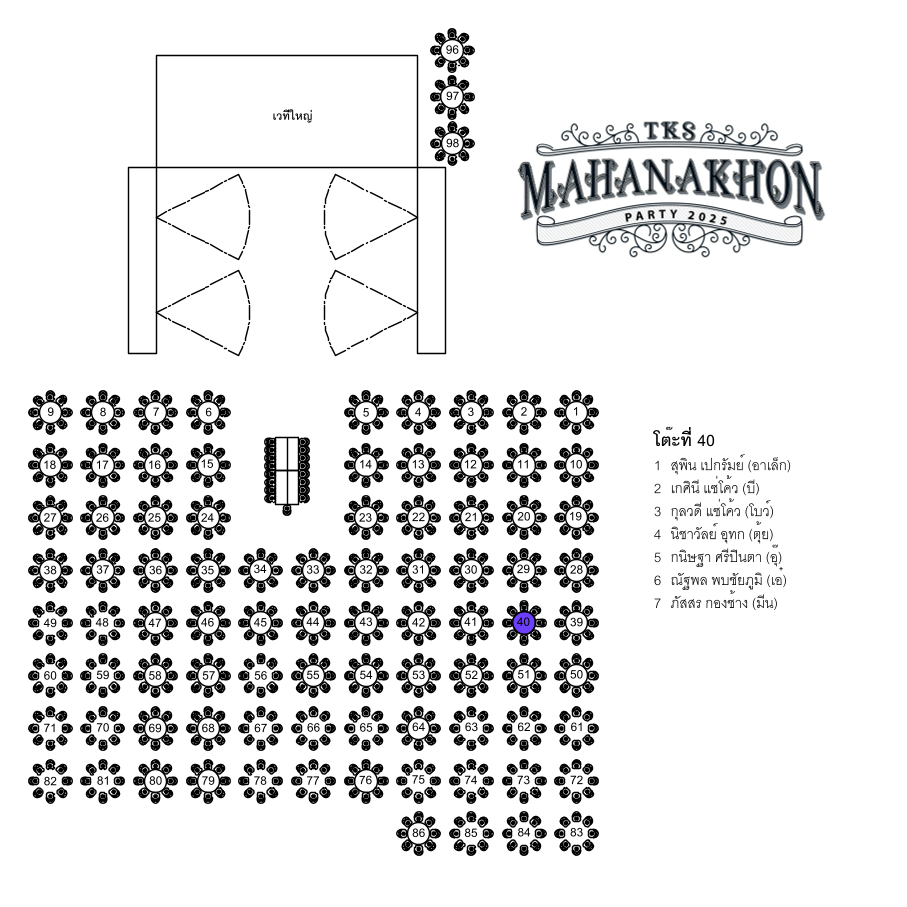 96
97
98
เวทีใหญ่
TKS
MAHANAKHON
PARTY 2025
9 8 7 6 5 4 3 2 1
18 17 16 15 14 13 12 11 10
27 26 25 24 23 22 21 20 19
38 37 36 35 34 33 32 31 30 29 28
49 48 47 46 45 44 43 42 41 40 39
60 59 58 57 56 55 54 53 52 51 50
71 70 69 68 67 66 65 64 63 62 61
82 81 80 79 78 77 76 75 74 73 72
86 85 84 83
โต๊ะที่ 40
1 สุพิน เปกรัมย์ (อาเล็ก)
2 เกศินี แซ่โค้ว (บี)
3 กุลวดี แซ่โค้ว (โบว์)
4 นิชาวัลย์ อุทก (ตุ้ย)
5 กนิษฐา ศรีปินตา (อุ๊)
6 ณัฐพล พบชัยภูมิ (เอ๋)
7 ภัสสร กองช้าง (มีน)